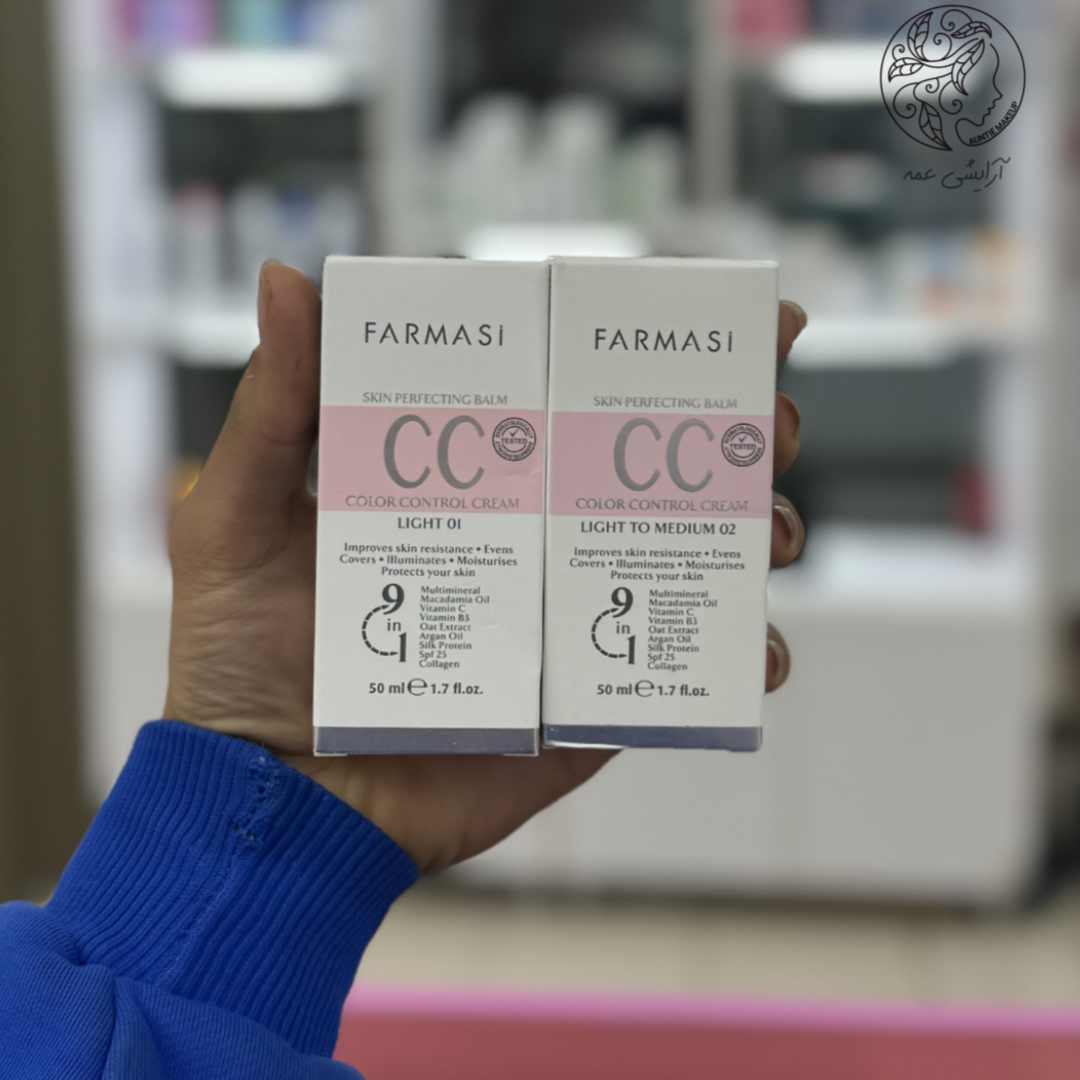 AUNTIE MAKEUP
آرایشی عمه
FARMASi
SKIN PERFECTING BALM
CC
TESTED
COLOR CONTROL CREAM
LIGHT 01
Improves skin resistance • Evens
Covers • Illuminates • Moisturises
Protects your skin
9 in 1
Multimineral
Macadamia Oil
Vitamin C
Vitamin B3
Oat Extract
Argan Oil
Silk Protein
Spf 25
Collagen
50 ml ℮ 1.7 fl.oz.
FARMASi
SKIN PERFECTING BALM
CC
TESTED
COLOR CONTROL CREAM
LIGHT TO MEDIUM 02
Improves skin resistance • Evens
Covers • Illuminates • Moisturises
Protects your skin
9 in 1
Multimineral
Macadamia Oil
Vitamin C
Vitamin B3
Oat Extract
Argan Oil
Silk Protein
Spf 25
Collagen
50 ml ℮ 1.7 fl.oz.